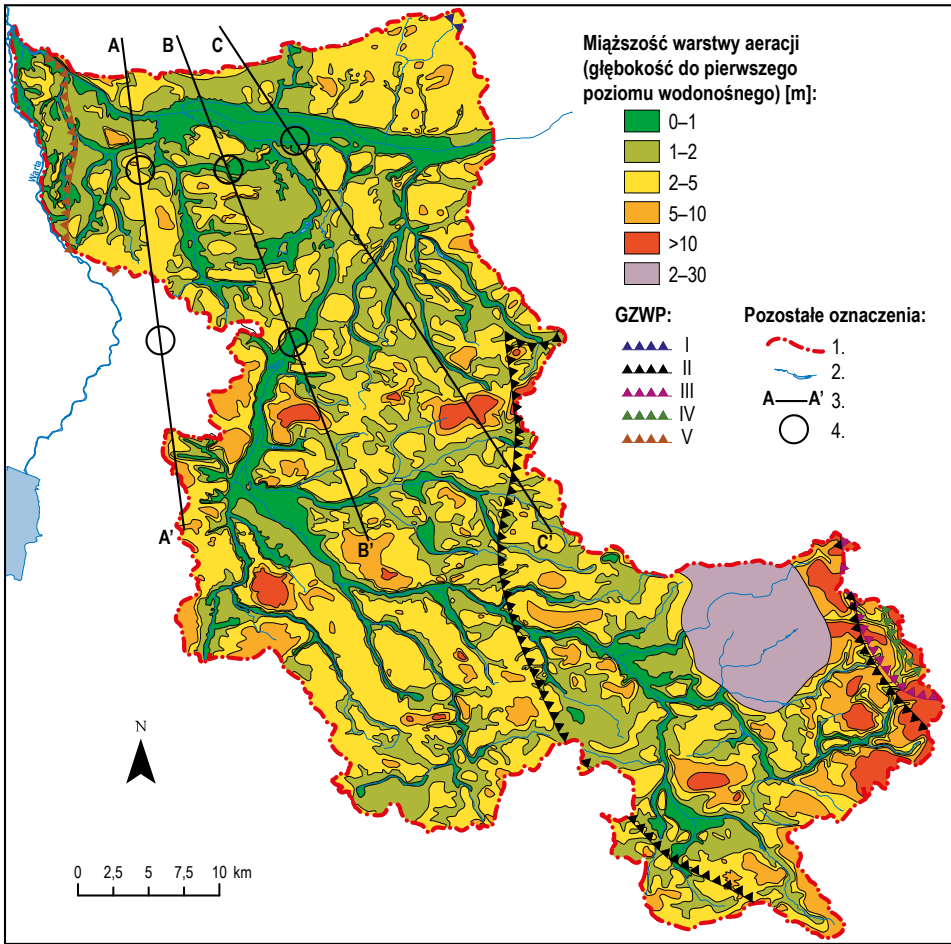 A
B
C
Warta
A'
B'
C'
N
0 2,5 5 7,5 10 km
Miąższość warstwy aeracji
(głębokość do pierwszego
poziomu wodonośnego) [m]:
0–1
1–2
2–5
5–10
>10
2–30
GZWP:
I
II
III
IV
V
Pozostałe oznaczenia:
1.
2.
A A' 3.
4.